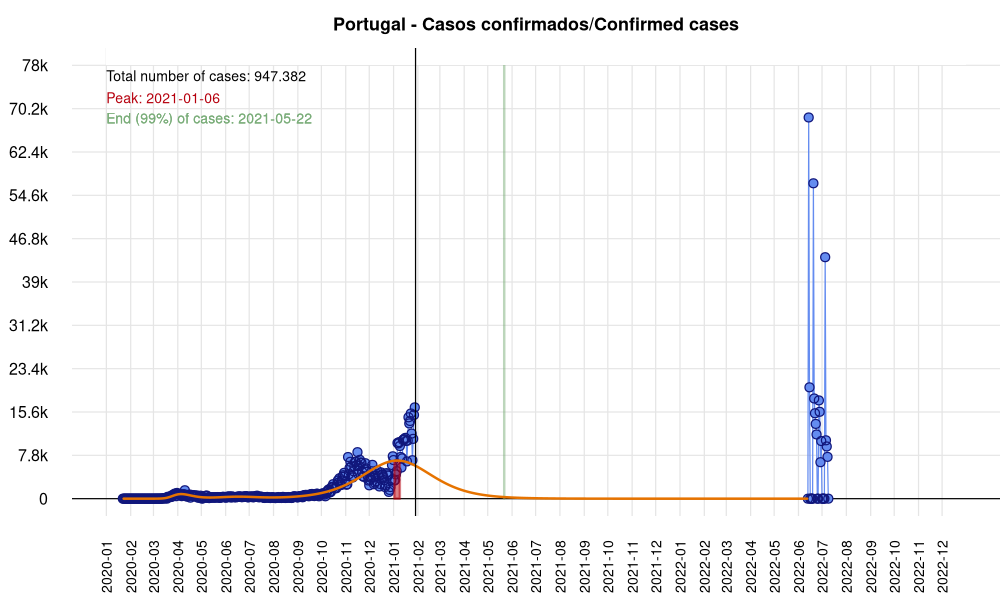 Portugal - Casos confirmados/Confirmed cases
Total number of cases: 947.382
Peak: 2021-01-06
End (99%) of cases: 2021-05-22
78k
70.2k
62.4k
54.6k
46.8k
39k
31.2k
23.4k
15.6k
7.8k
0
2020-01
2020-02
2020-03
2020-04
2020-05
2020-06
2020-07
2020-08
2020-09
2020-10
2020-11
2020-12
2021-01
2021-02
2021-03
2021-04
2021-05
2021-06
2021-07
2021-08
2021-09
2021-10
2021-11
2021-12
2022-01
2022-02
2022-03
2022-04
2022-05
2022-06
2022-07
2022-08
2022-09
2022-10
2022-11
2022-12